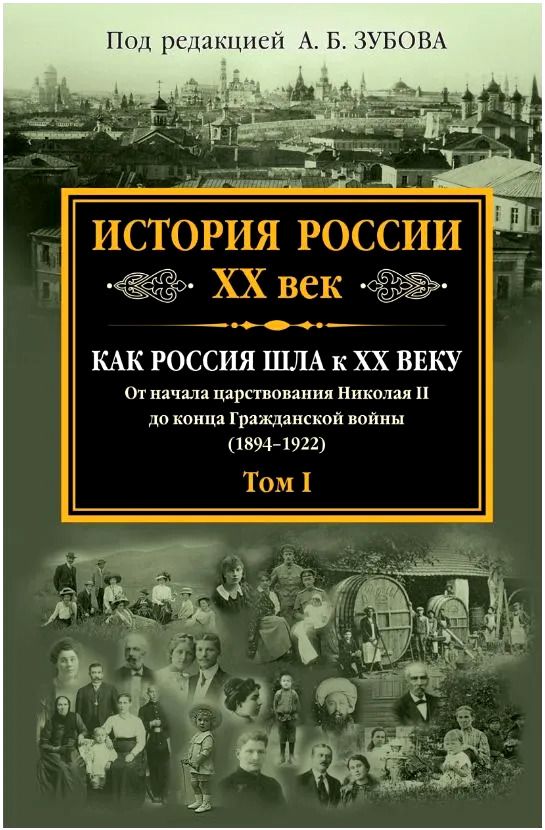 Под редакцией А. Б. ЗУБОВА
ИСТОРИЯ РОССИИ
XX век
КАК РОССИЯ ШЛА к XX ВЕКУ
От начала царствования Николая II
до конца Гражданской войны
(1894–1922)
Том I